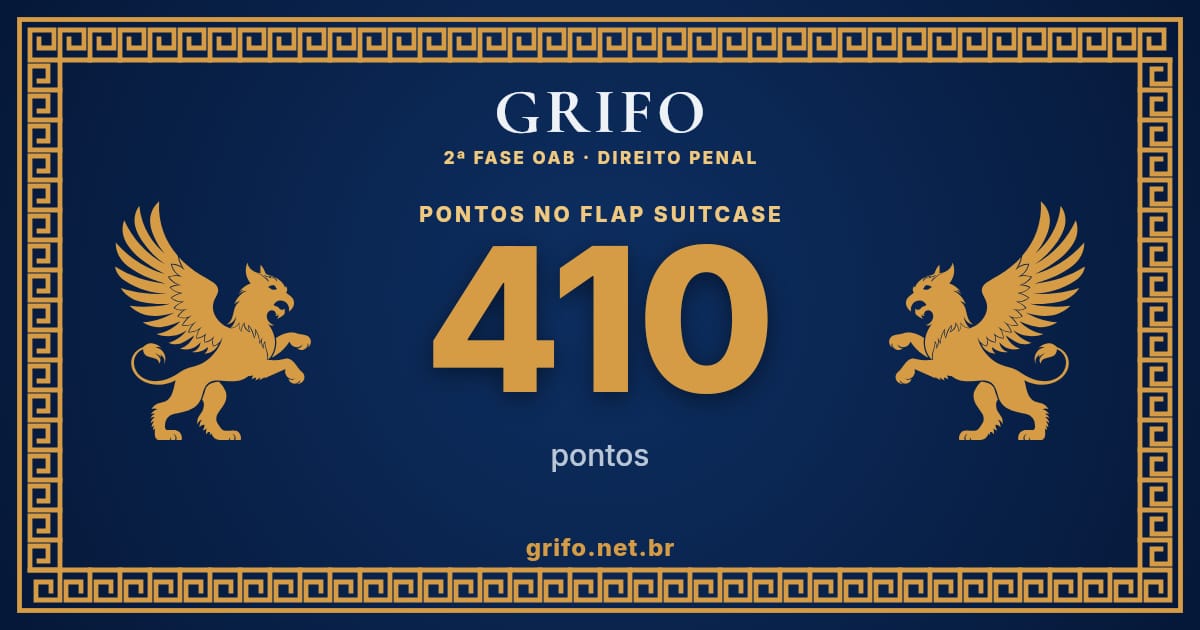 GRIFO
2ª FASE OAB · DIREITO PENAL
PONTOS NO FLAP SUITCASE
410
pontos
grifo.net.br